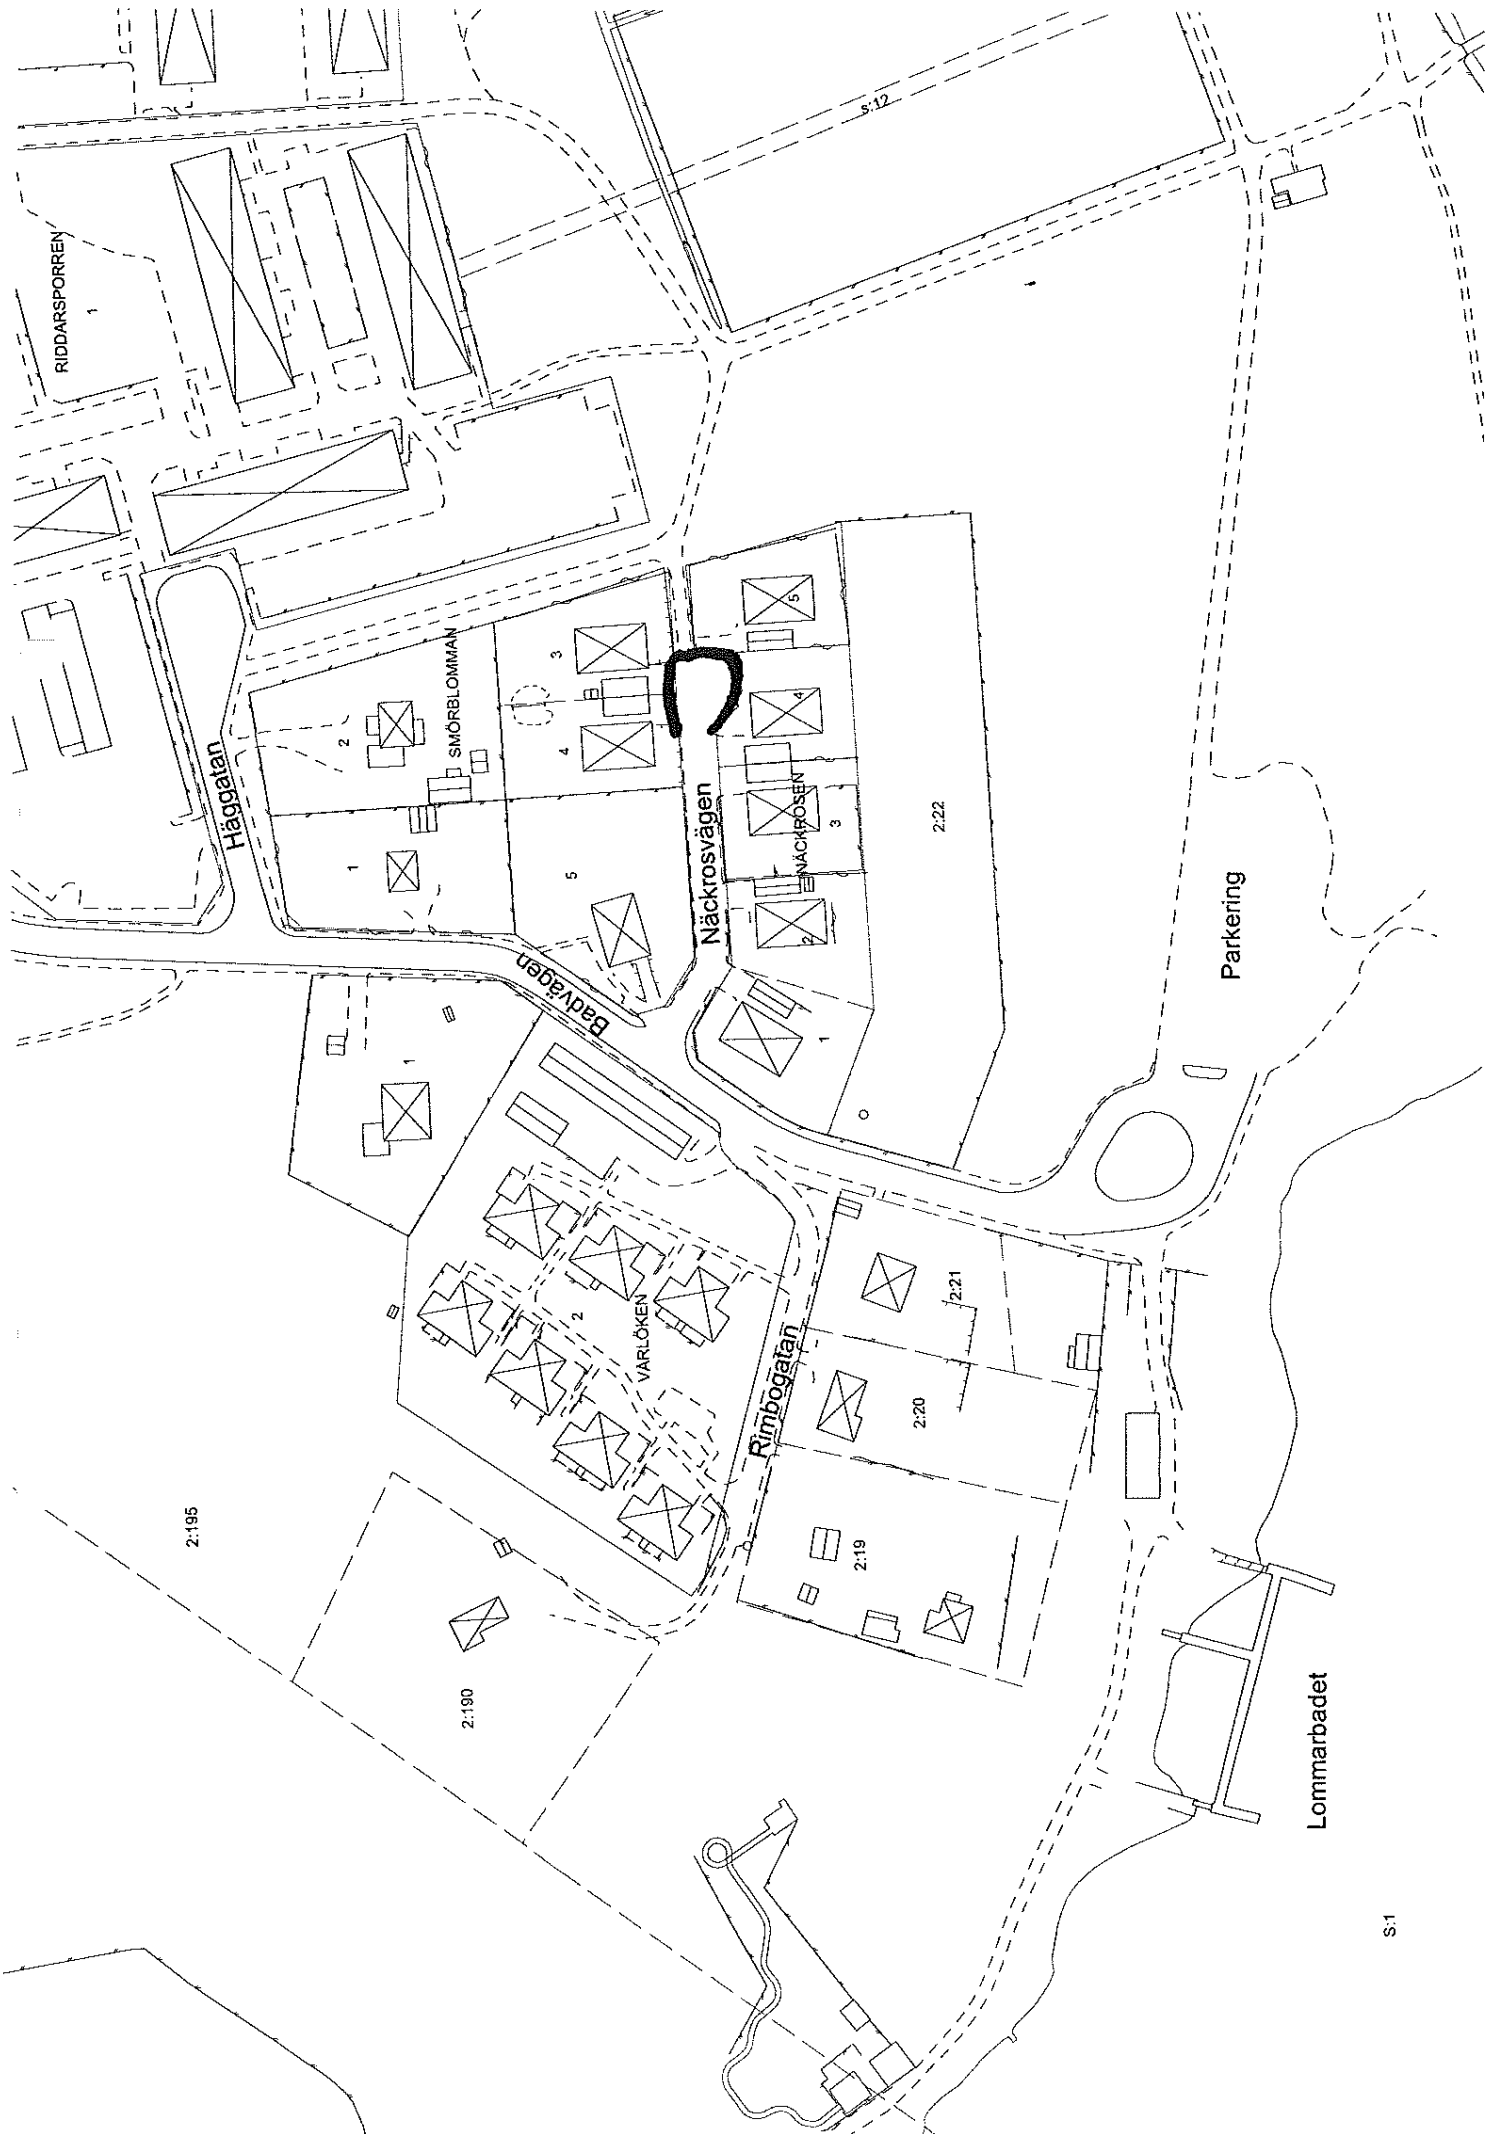 s:12
RIDDARSPORREN
1
Häggatan
SMÖRBLOMMAN
2
1
3
4
5
Näckrosvägen
NÄCKROSEN
5
4
3
2
1
2:22
Badvägen
Parkering
1
VÅRLÖKEN
2
Rimbogatan
2:21
2:20
2:19
2:195
2:190
Lommarbadet
S:1